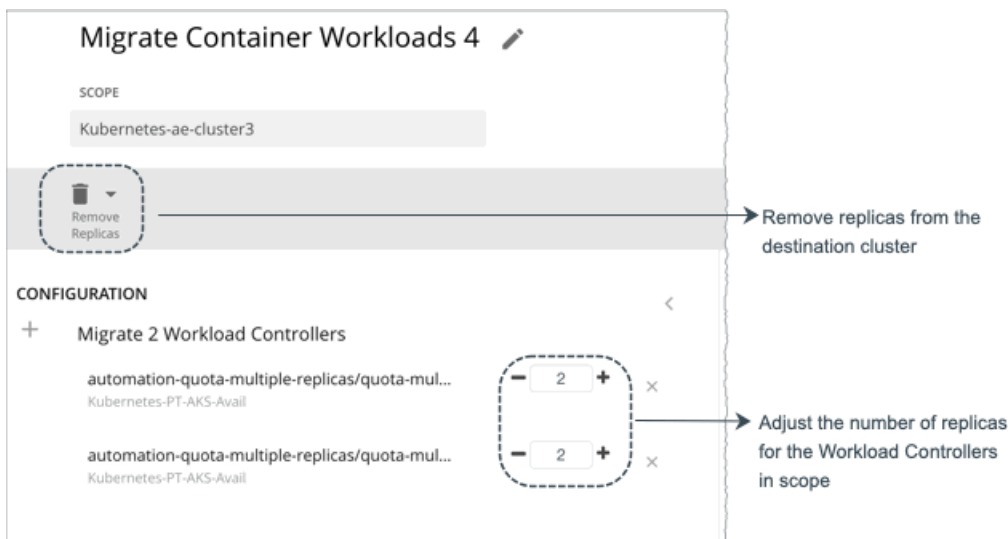 Migrate Container Workloads 4
SCOPE
Kubernetes-ae-cluster3
Remove
Replicas
Remove replicas from the
destination cluster
CONFIGURATION
Migrate 2 Workload Controllers
automation-quota-multiple-replicas/quota-mul...
Kubernetes-PT-AKS-Avail
2
automation-quota-multiple-replicas/quota-mul...
Kubernetes-PT-AKS-Avail
2
Adjust the number of replicas
for the Workload Controllers
in scope